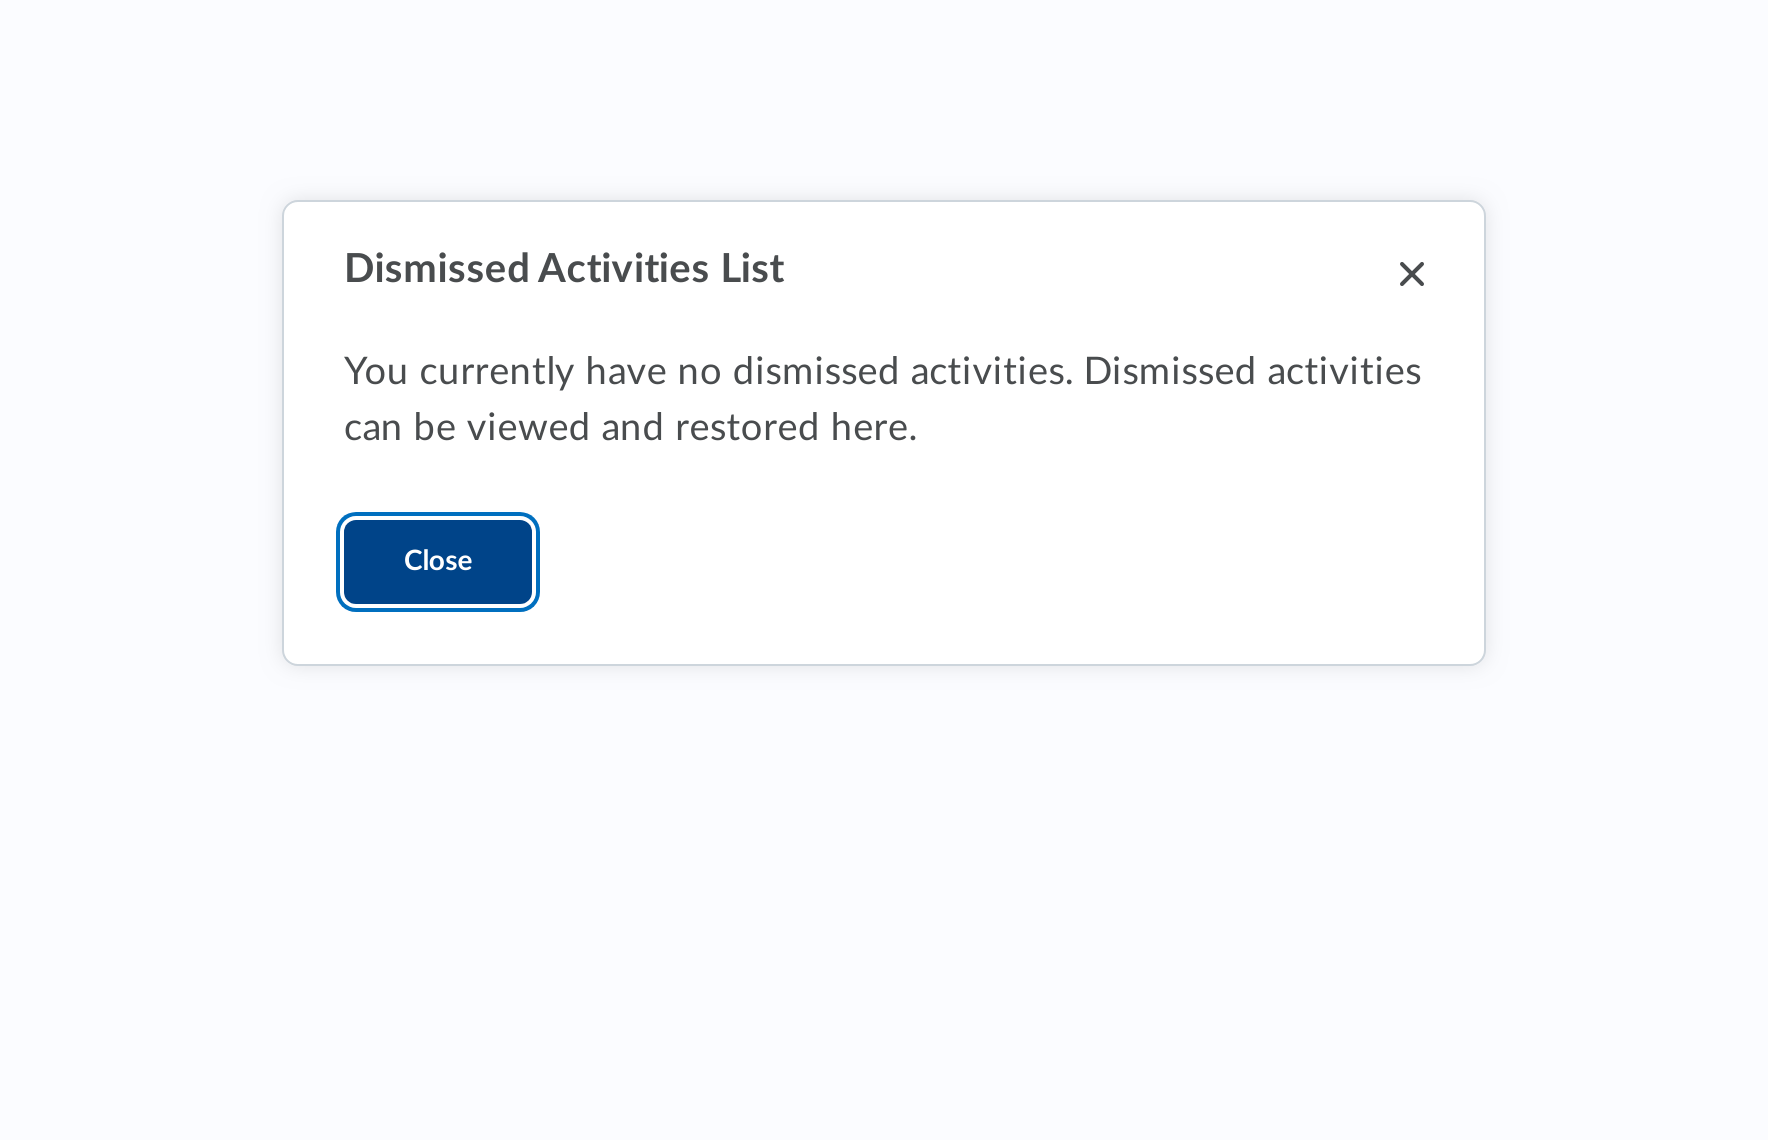 Dismissed Activities List
You currently have no dismissed activities. Dismissed activities
can be viewed and restored here.
Close